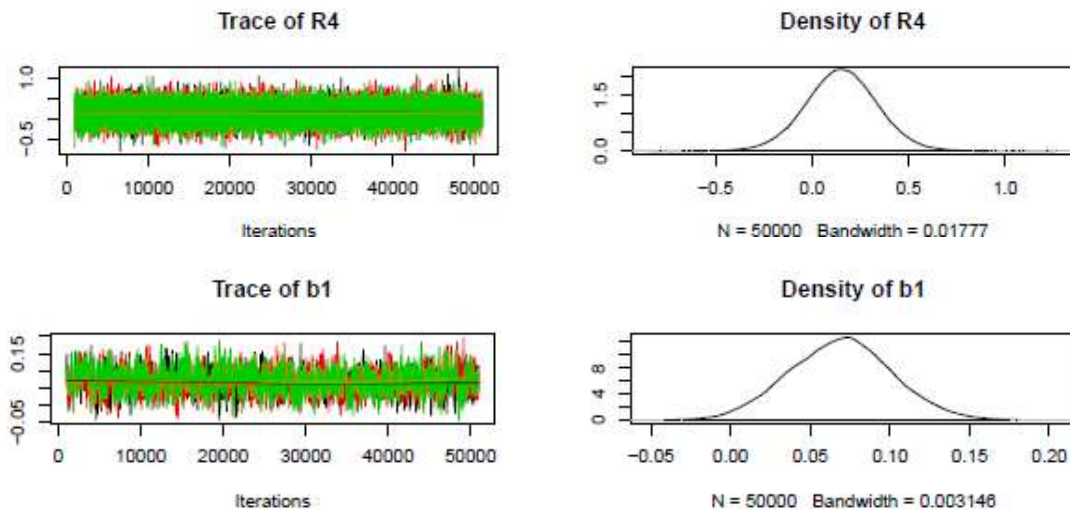 Trace of R4
1.0
−0.5
0 10000 20000 30000 40000 50000
Iterations
Density of R4
1.5
0.0
−0.5 0.0 0.5 1.0
N = 50000 Bandwidth = 0.01777
Trace of b1
0.15
−0.05
0 10000 20000 30000 40000 50000
Iterations
Density of b1
8
4
0
−0.05 0.00 0.05 0.10 0.15 0.20
N = 50000 Bandwidth = 0.003146